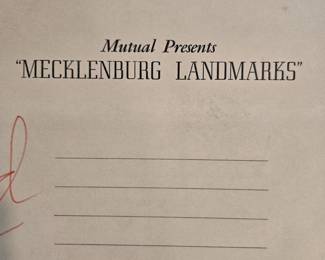 Mutual Presents
“MECKLENBURG LANDMARKS”